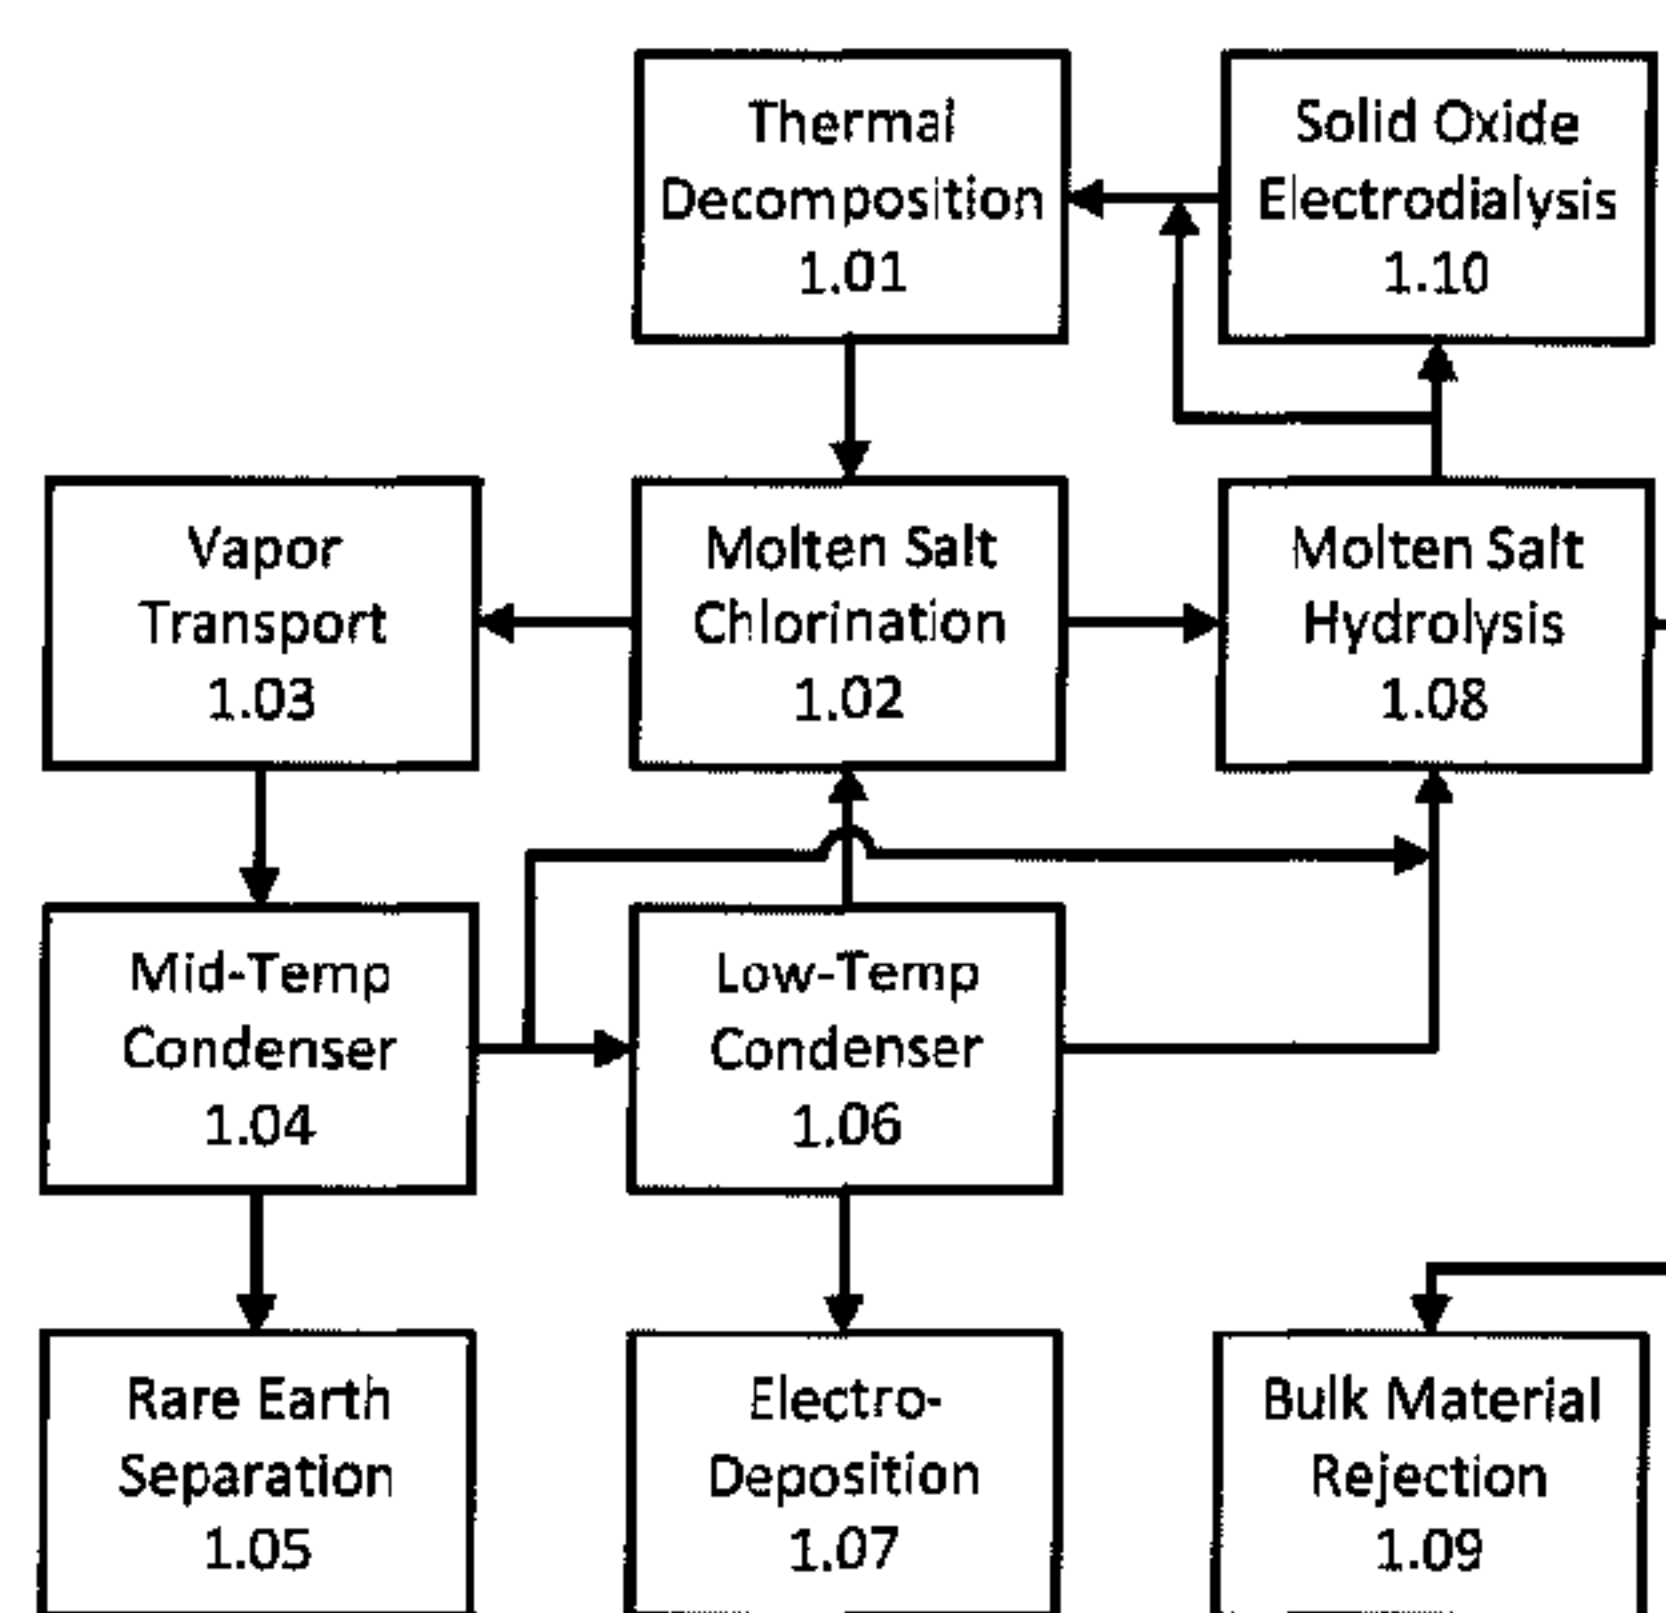 Thermal
Decomposition
1.01
Solid Oxide
Electrodialysis
1.10
Vapor
Transport
1.03
Molten Salt
Chlorination
1.02
Molten Salt
Hydrolysis
1.08
Mid-Temp
Condenser
1.04
Low-Temp
Condenser
1.06
Rare Earth
Separation
1.05
Electro-
Deposition
1.07
Bulk Material
Rejection
1.09